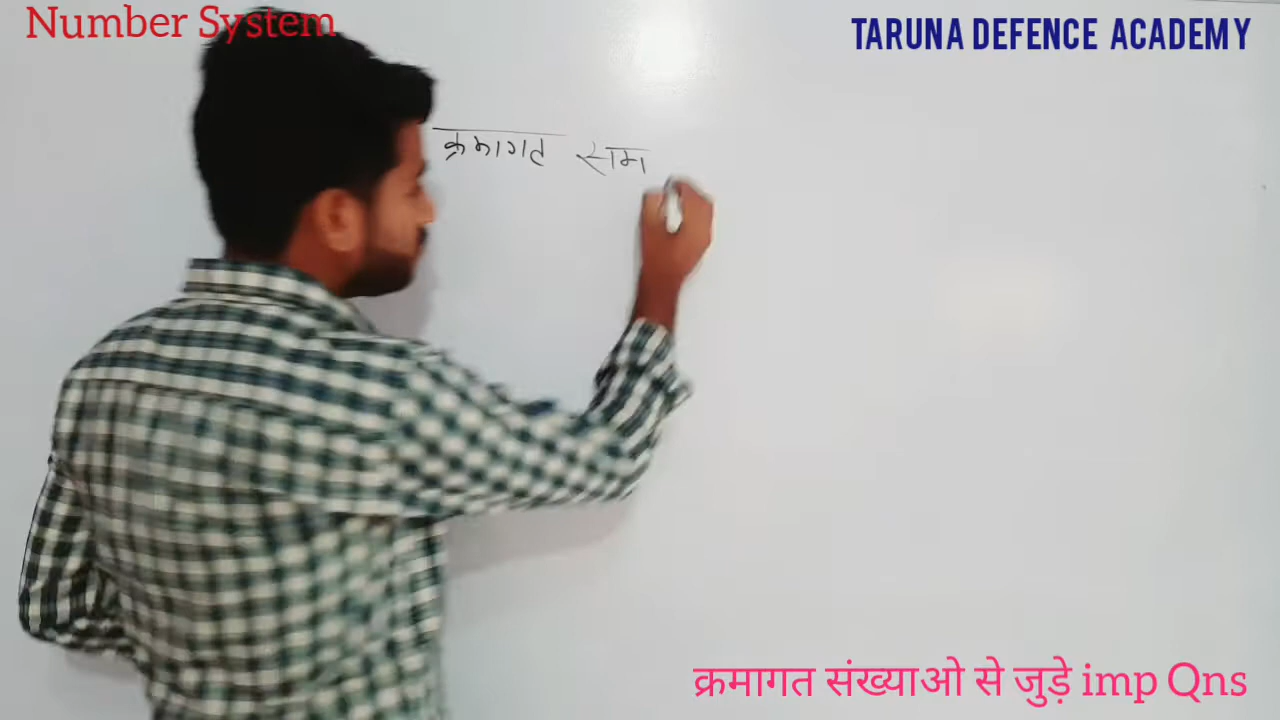 Number System
TARUNA DEFENCE ACADEMY
क्रमागत सम
क्रमागत संख्याओ से जुड़े imp Qns